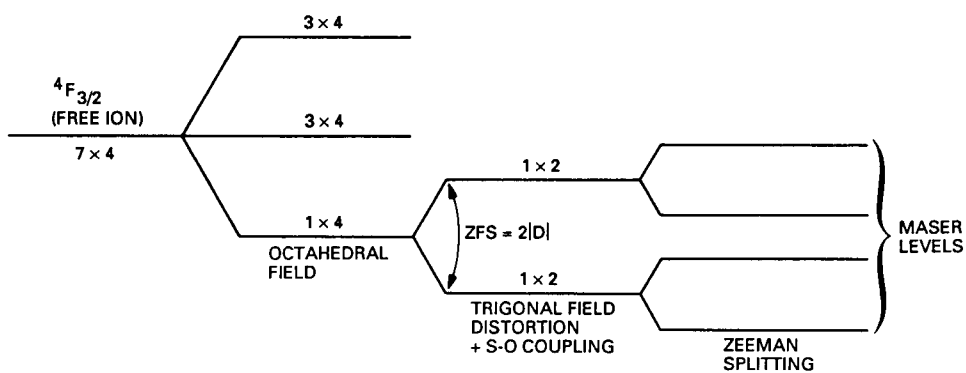 3 × 4
⁴F₃/₂
(FREE ION)
7 × 4
3 × 4
1 × 4
OCTAHEDRAL
FIELD
1 × 2
ZFS = 2|D|
1 × 2
TRIGONAL FIELD
DISTORTION
+ S-O COUPLING
ZEEMAN
SPLITTING
MASER
LEVELS